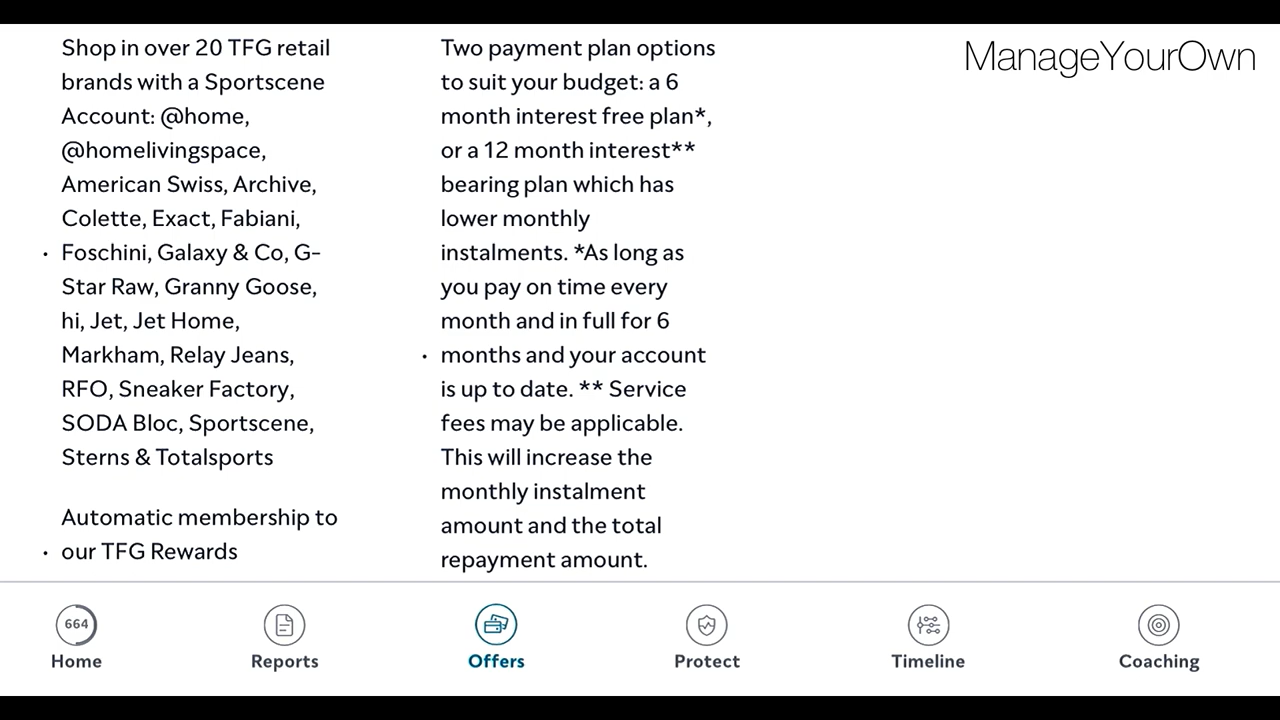 Shop in over 20 TFG retail
brands with a Sportscene
Account: @home,
@homelivingspace,
American Swiss, Archive,
Colette, Exact, Fabiani,
• Foschini, Galaxy & Co, G-
Star Raw, Granny Goose,
hi, Jet, Jet Home,
Markham, Relay Jeans,
RFO, Sneaker Factory,
SODA Bloc, Sportscene,
Sterns & Totalsports
Automatic membership to
• our TFG Rewards
Two payment plan options
to suit your budget: a 6
month interest free plan*,
or a 12 month interest**
bearing plan which has
lower monthly
instalments. *As long as
you pay on time every
month and in full for 6
• months and your account
is up to date. ** Service
fees may be applicable.
This will increase the
monthly instalment
amount and the total
repayment amount.
ManageYourOwn
664
Home
Reports
Offers
Protect
Timeline
Coaching